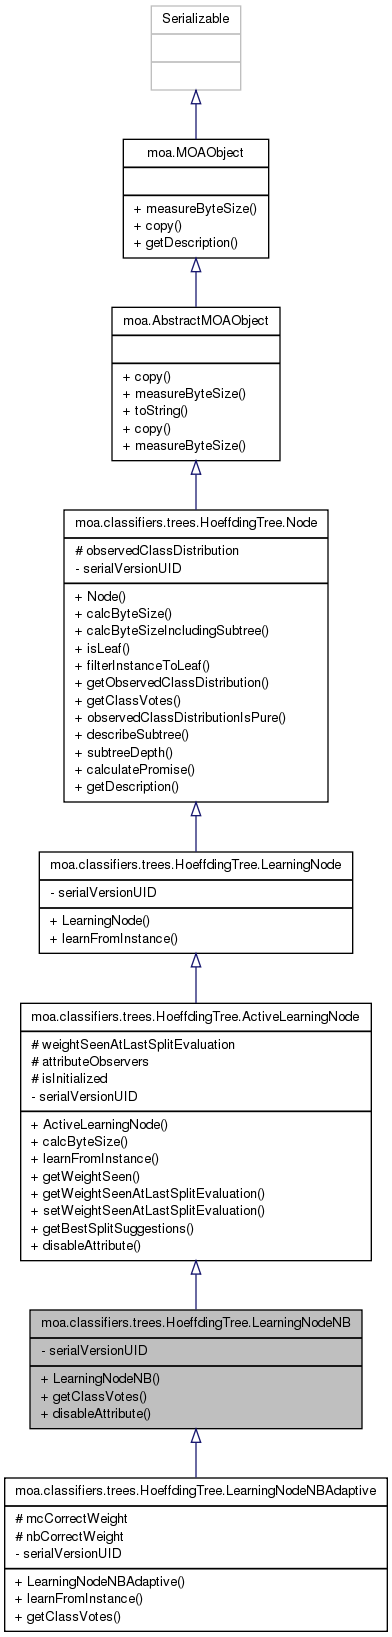 Serializable
moa.MOAObject
+ measureByteSize()
+ copy()
+ getDescription()
moa.AbstractMOAObject
+ copy()
+ measureByteSize()
+ toString()
+ copy()
+ measureByteSize()
moa.classifiers.trees.HoeffdingTree.Node
# observedClassDistribution
- serialVersionUID
+ Node()
+ calcByteSize()
+ calcByteSizeIncludingSubtree()
+ isLeaf()
+ filterInstanceToLeaf()
+ getObservedClassDistribution()
+ getClassVotes()
+ observedClassDistributionIsPure()
+ describeSubtree()
+ subtreeDepth()
+ calculatePromise()
+ getDescription()
moa.classifiers.trees.HoeffdingTree.LearningNode
- serialVersionUID
+ LearningNode()
+ learnFromInstance()
moa.classifiers.trees.HoeffdingTree.ActiveLearningNode
# weightSeenAtLastSplitEvaluation
# attributeObservers
# isInitialized
- serialVersionUID
+ ActiveLearningNode()
+ calcByteSize()
+ learnFromInstance()
+ getWeightSeen()
+ getWeightSeenAtLastSplitEvaluation()
+ setWeightSeenAtLastSplitEvaluation()
+ getBestSplitSuggestions()
+ disableAttribute()
moa.classifiers.trees.HoeffdingTree.LearningNodeNB
- serialVersionUID
+ LearningNodeNB()
+ getClassVotes()
+ disableAttribute()
moa.classifiers.trees.HoeffdingTree.LearningNodeNBAdaptive
# mcCorrectWeight
# nbCorrectWeight
- serialVersionUID
+ LearningNodeNBAdaptive()
+ learnFromInstance()
+ getClassVotes()